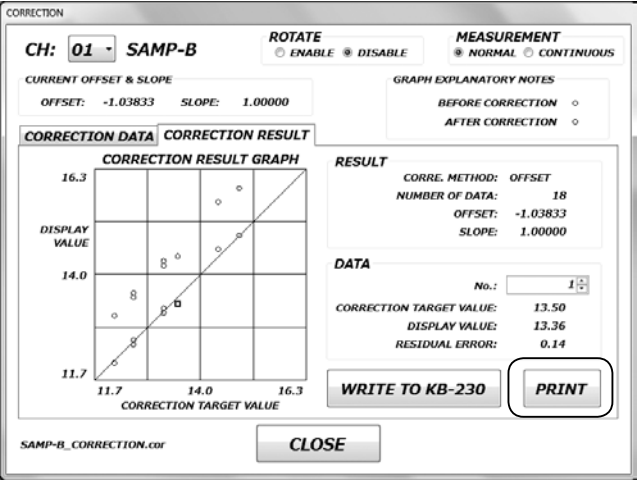 CORRECTION
CH: 01 SAMP-B
ROTATE
ENABLE DISABLE
MEASUREMENT
NORMAL CONTINUOUS
CURRENT OFFSET & SLOPE
OFFSET: -1.03833 SLOPE: 1.00000
GRAPH EXPLANATORY NOTES
BEFORE CORRECTION
AFTER CORRECTION
CORRECTION DATA CORRECTION RESULT
CORRECTION RESULT GRAPH
16.3
DISPLAY
VALUE
14.0
11.7
11.7 14.0 16.3
CORRECTION TARGET VALUE
RESULT
CORRE. METHOD: OFFSET
NUMBER OF DATA: 18
OFFSET: -1.03833
SLOPE: 1.00000
DATA
No.: 1
CORRECTION TARGET VALUE: 13.50
DISPLAY VALUE: 13.36
RESIDUAL ERROR: 0.14
WRITE TO KB-230 PRINT
SAMP-B_CORRECTION.cor
CLOSE